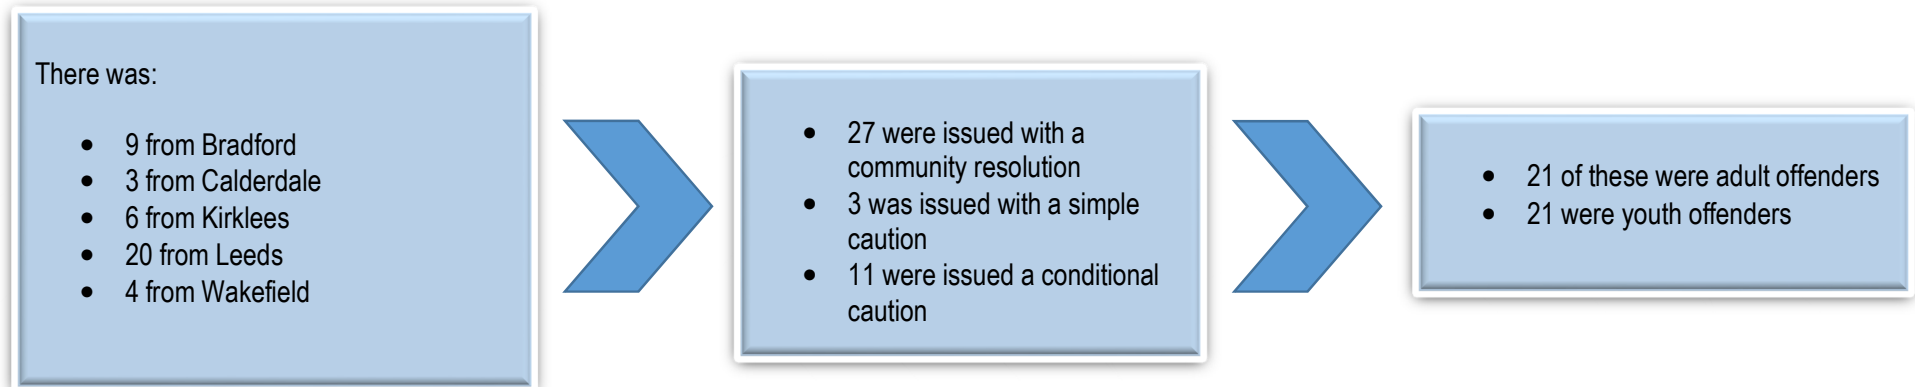 There was:
• 9 from Bradford
• 3 from Calderdale
• 6 from Kirklees
• 20 from Leeds
• 4 from Wakefield
• 27 were issued with a
community resolution
• 3 was issued with a simple
caution
• 11 were issued a conditional
caution
• 21 of these were adult offenders
• 21 were youth offenders